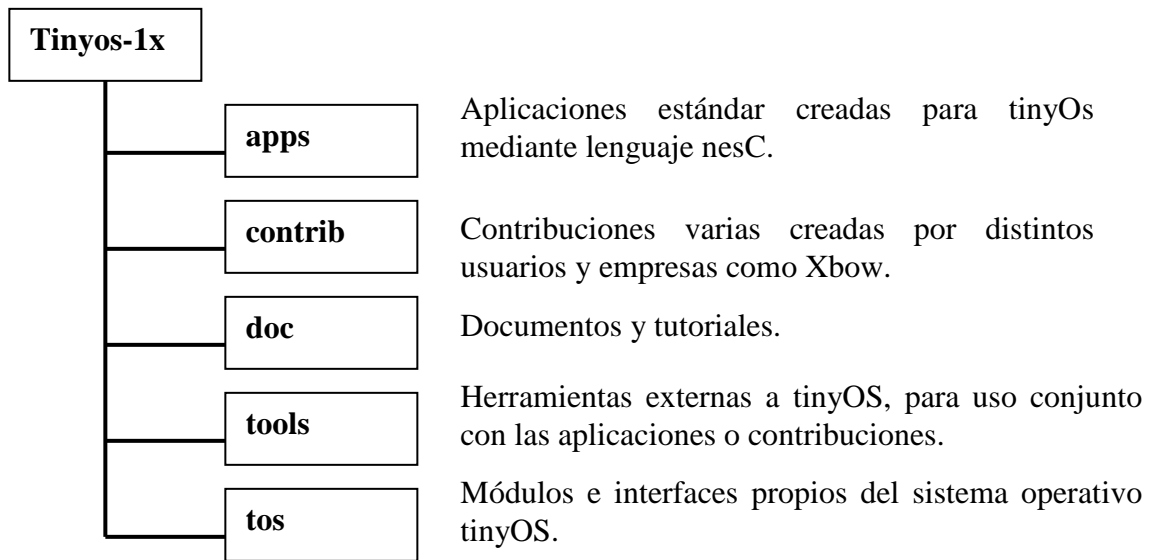 Tinyos-1x
apps
Aplicaciones estándar creadas para tinyOs
mediante lenguaje nesC.
contrib
Contribuciones varias creadas por distintos
usuarios y empresas como Xbow.
doc
Documentos y tutoriales.
tools
Herramientas externas a tinyOS, para uso conjunto
con las aplicaciones o contribuciones.
tos
Módulos e interfaces propios del sistema operativo
tinyOS.